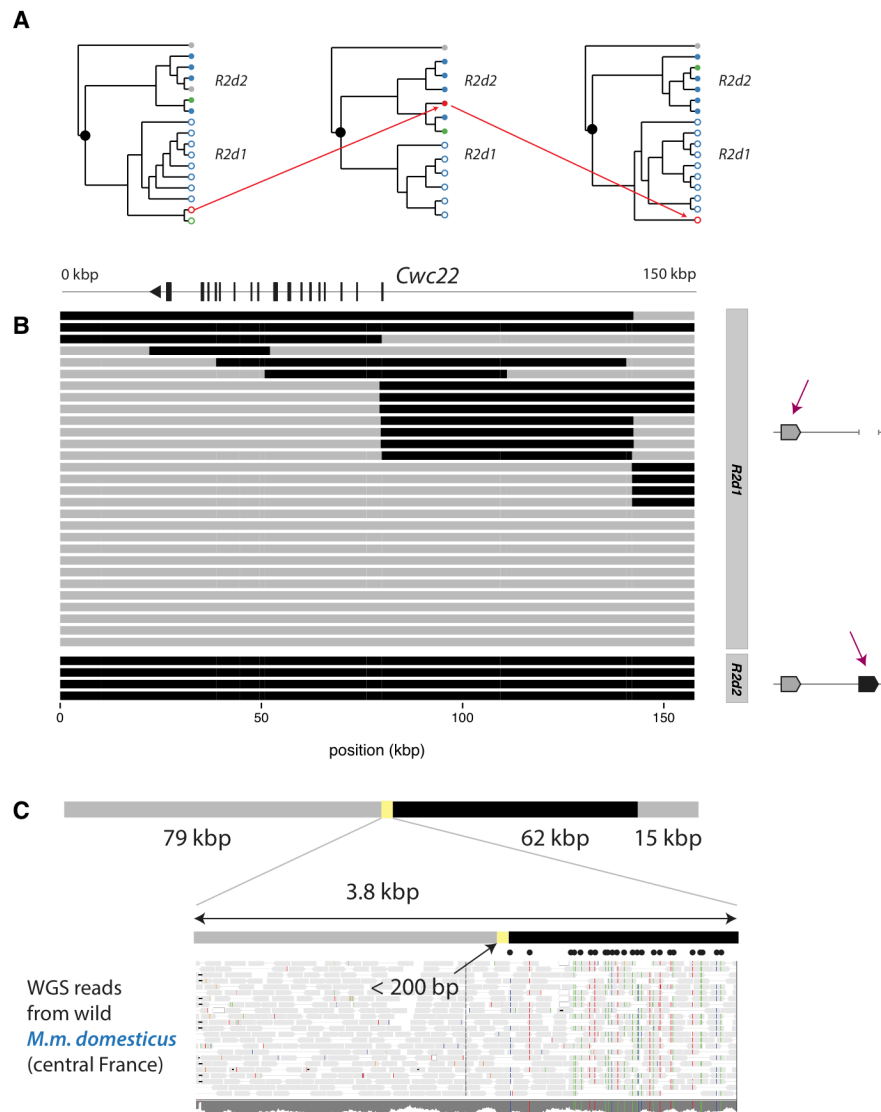 A
R2d2
R2d1
R2d2
R2d1
R2d2
R2d1
0 kbp
Cwc22
150 kbp
B
R2d1
R2d2
0
50
100
150
position (kbp)
C
79 kbp
62 kbp
15 kbp
3.8 kbp
< 200 bp
WGS reads
from wild
M.m. domesticus
(central France)